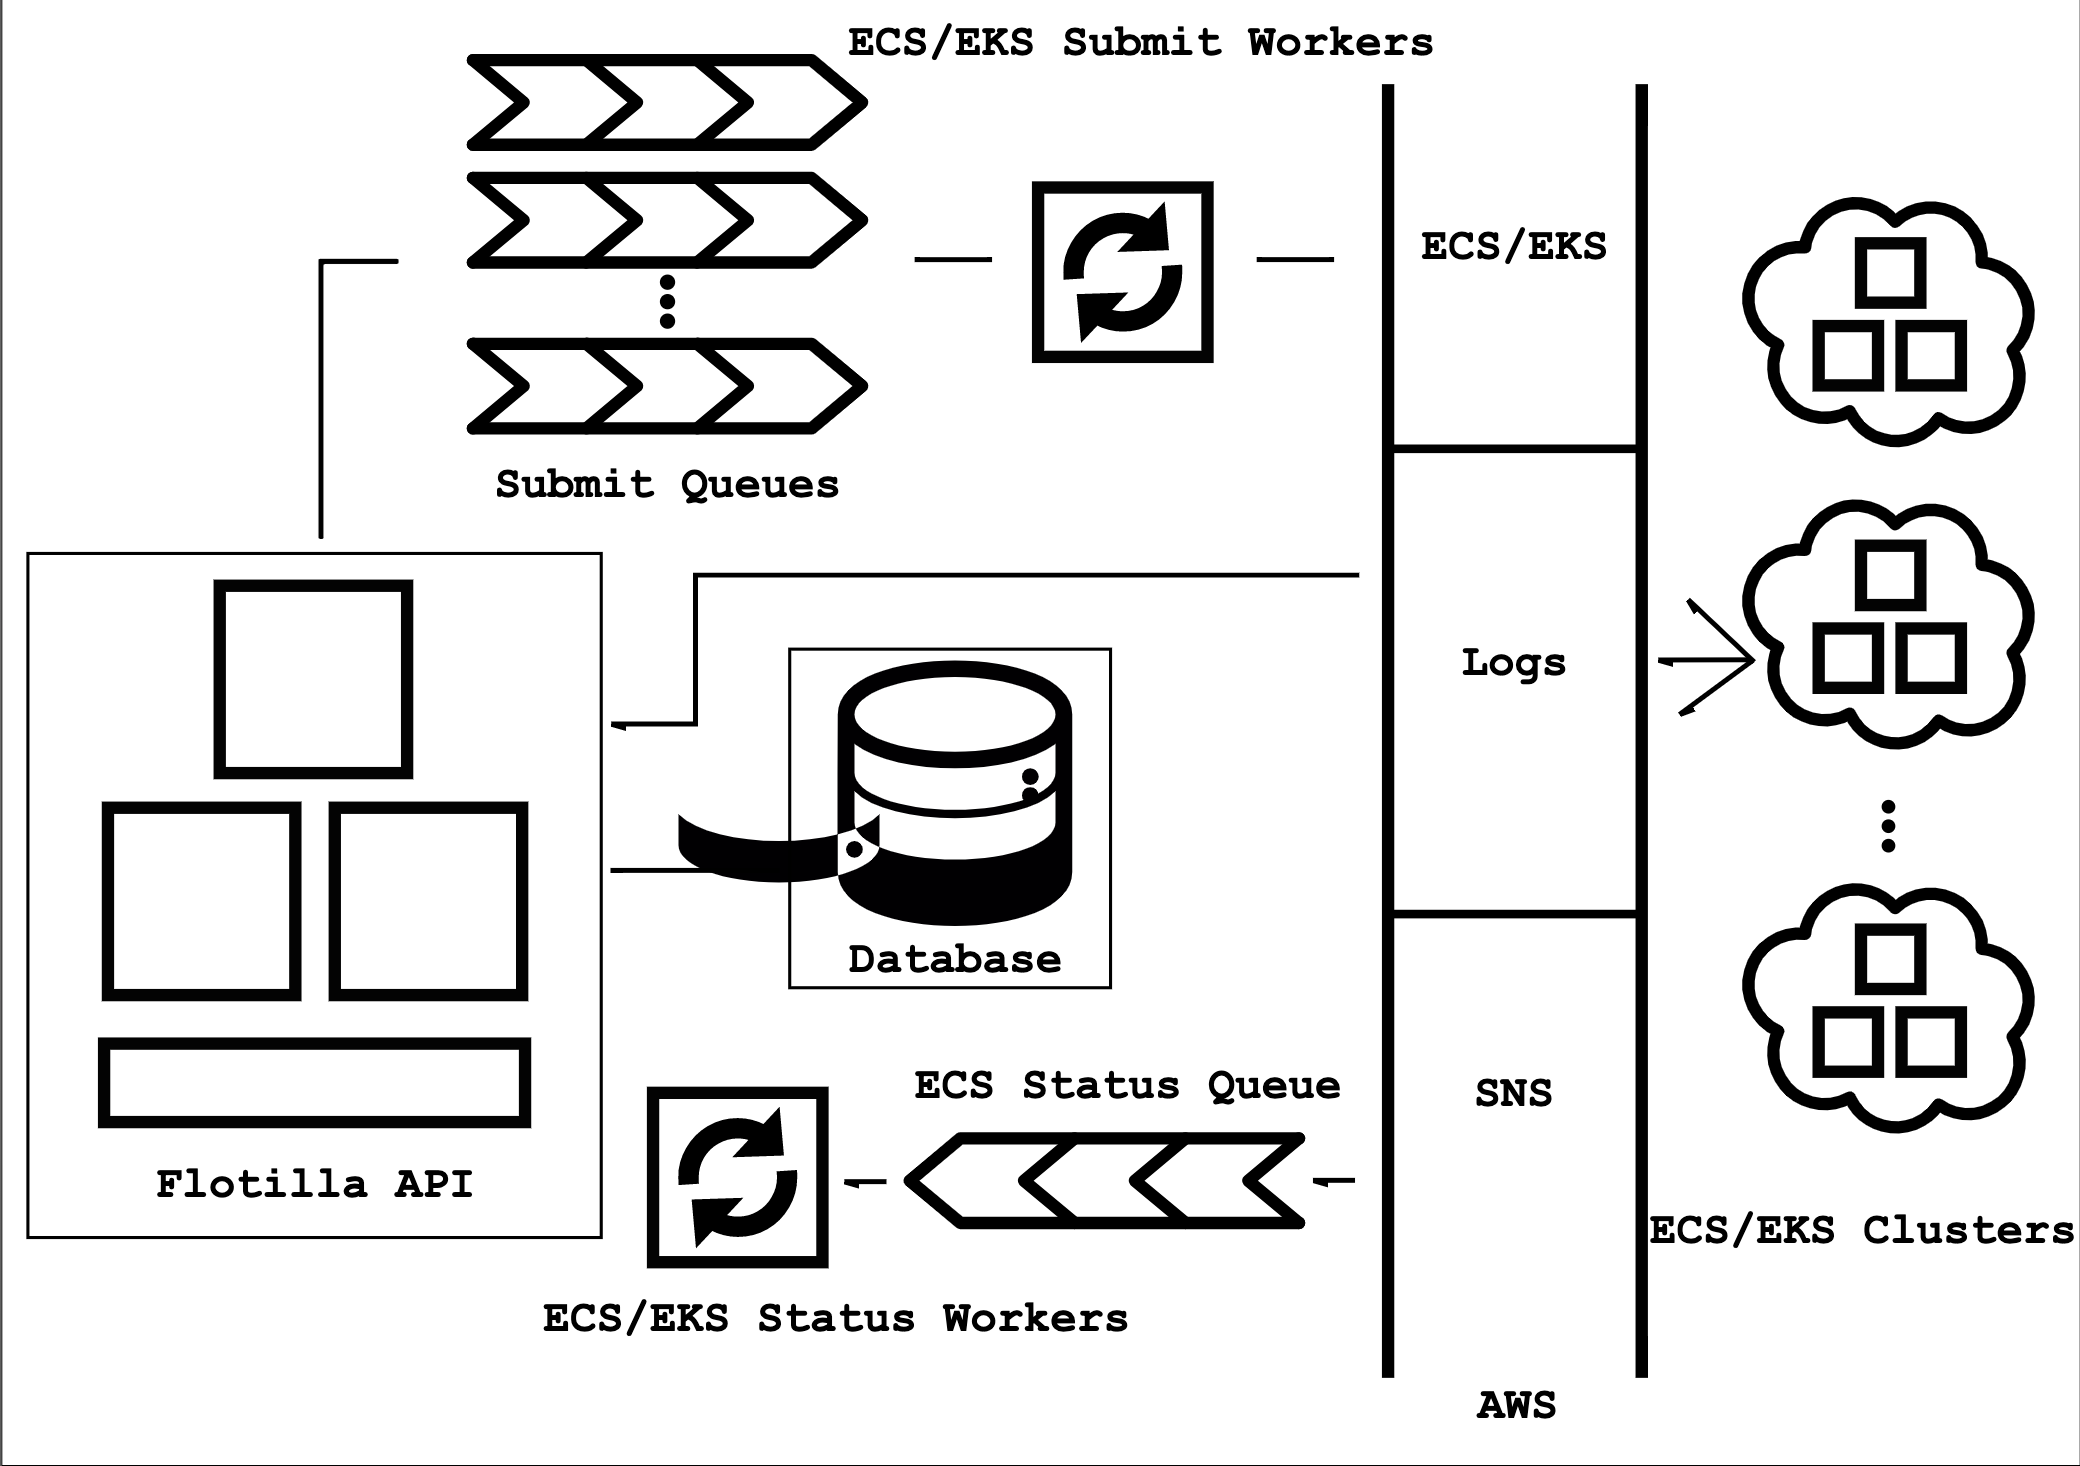 ECS/EKS Submit Workers
ECS/EKS
Submit Queues
Logs
Database
ECS Status Queue
SNS
Flotilla API
ECS/EKS Clusters
ECS/EKS Status Workers
AWS